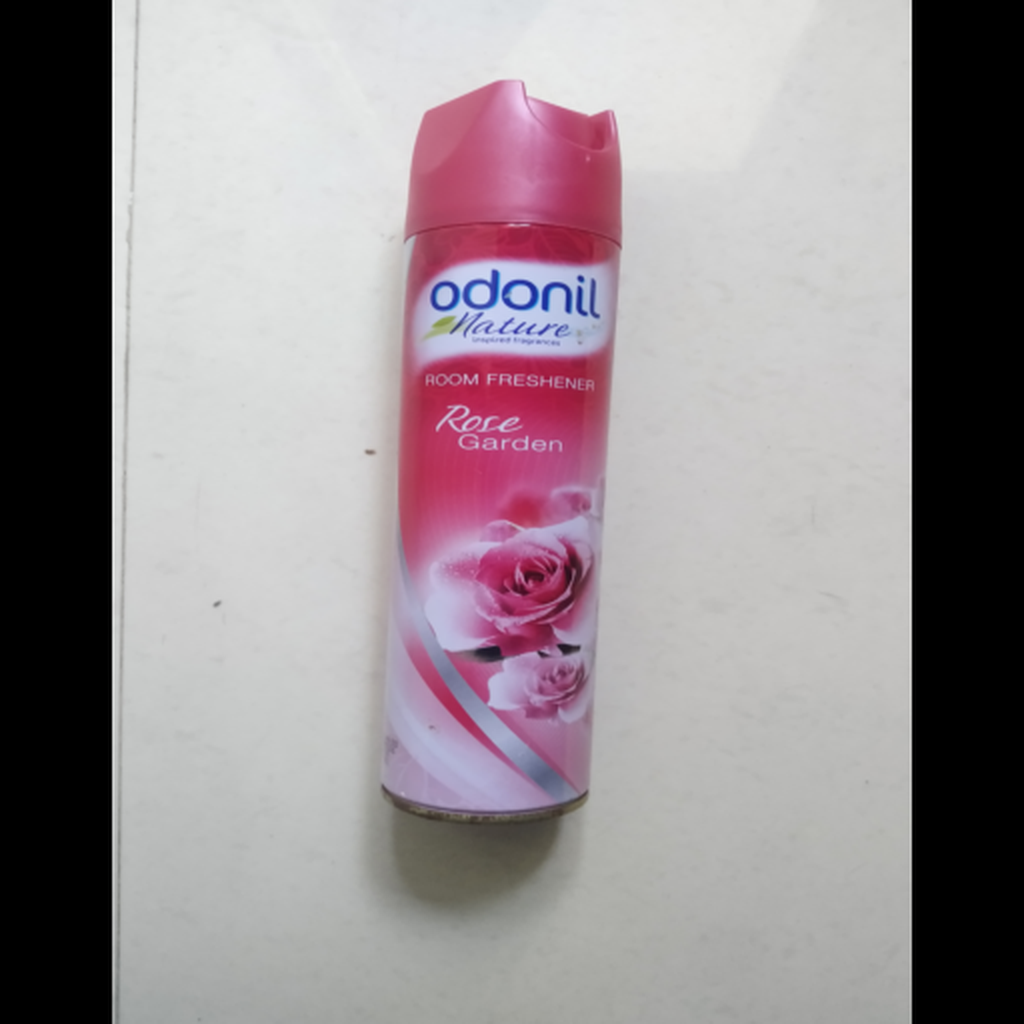 odonil
Nature
inspired fragrances
ROOM FRESHENER
Rose
Garden